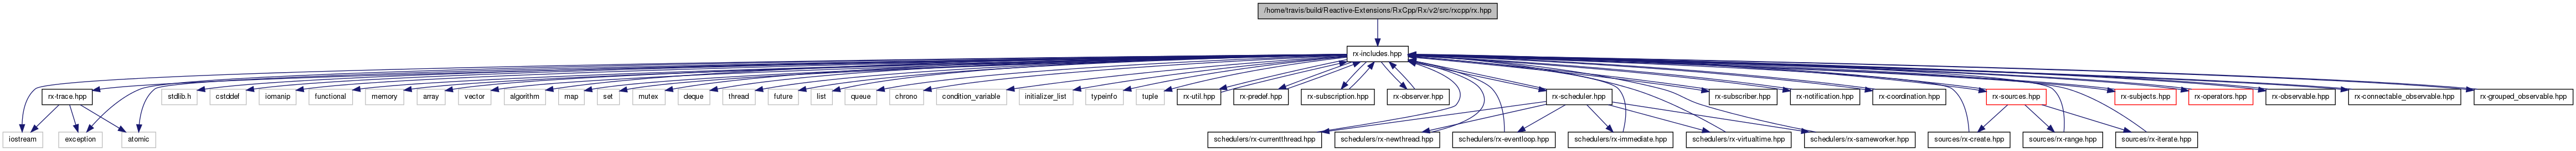 /home/travis/build/Reactive-Extensions/RxCpp/Rx/v2/src/rxcpp/rx.hpp
rx-includes.hpp
rx-trace.hpp
stdlib.h
cstddef
iomanip
functional
memory
array
vector
algorithm
map
set
mutex
deque
thread
future
list
queue
chrono
condition_variable
initializer_list
typeinfo
tuple
rx-util.hpp
rx-predef.hpp
rx-subscription.hpp
rx-observer.hpp
rx-scheduler.hpp
rx-subscriber.hpp
rx-notification.hpp
rx-coordination.hpp
rx-sources.hpp
rx-subjects.hpp
rx-operators.hpp
rx-observable.hpp
rx-connectable_observable.hpp
rx-grouped_observable.hpp
iostream
exception
atomic
schedulers/rx-currentthread.hpp
schedulers/rx-newthread.hpp
schedulers/rx-eventloop.hpp
schedulers/rx-immediate.hpp
schedulers/rx-virtualtime.hpp
schedulers/rx-sameworker.hpp
sources/rx-create.hpp
sources/rx-range.hpp
sources/rx-iterate.hpp